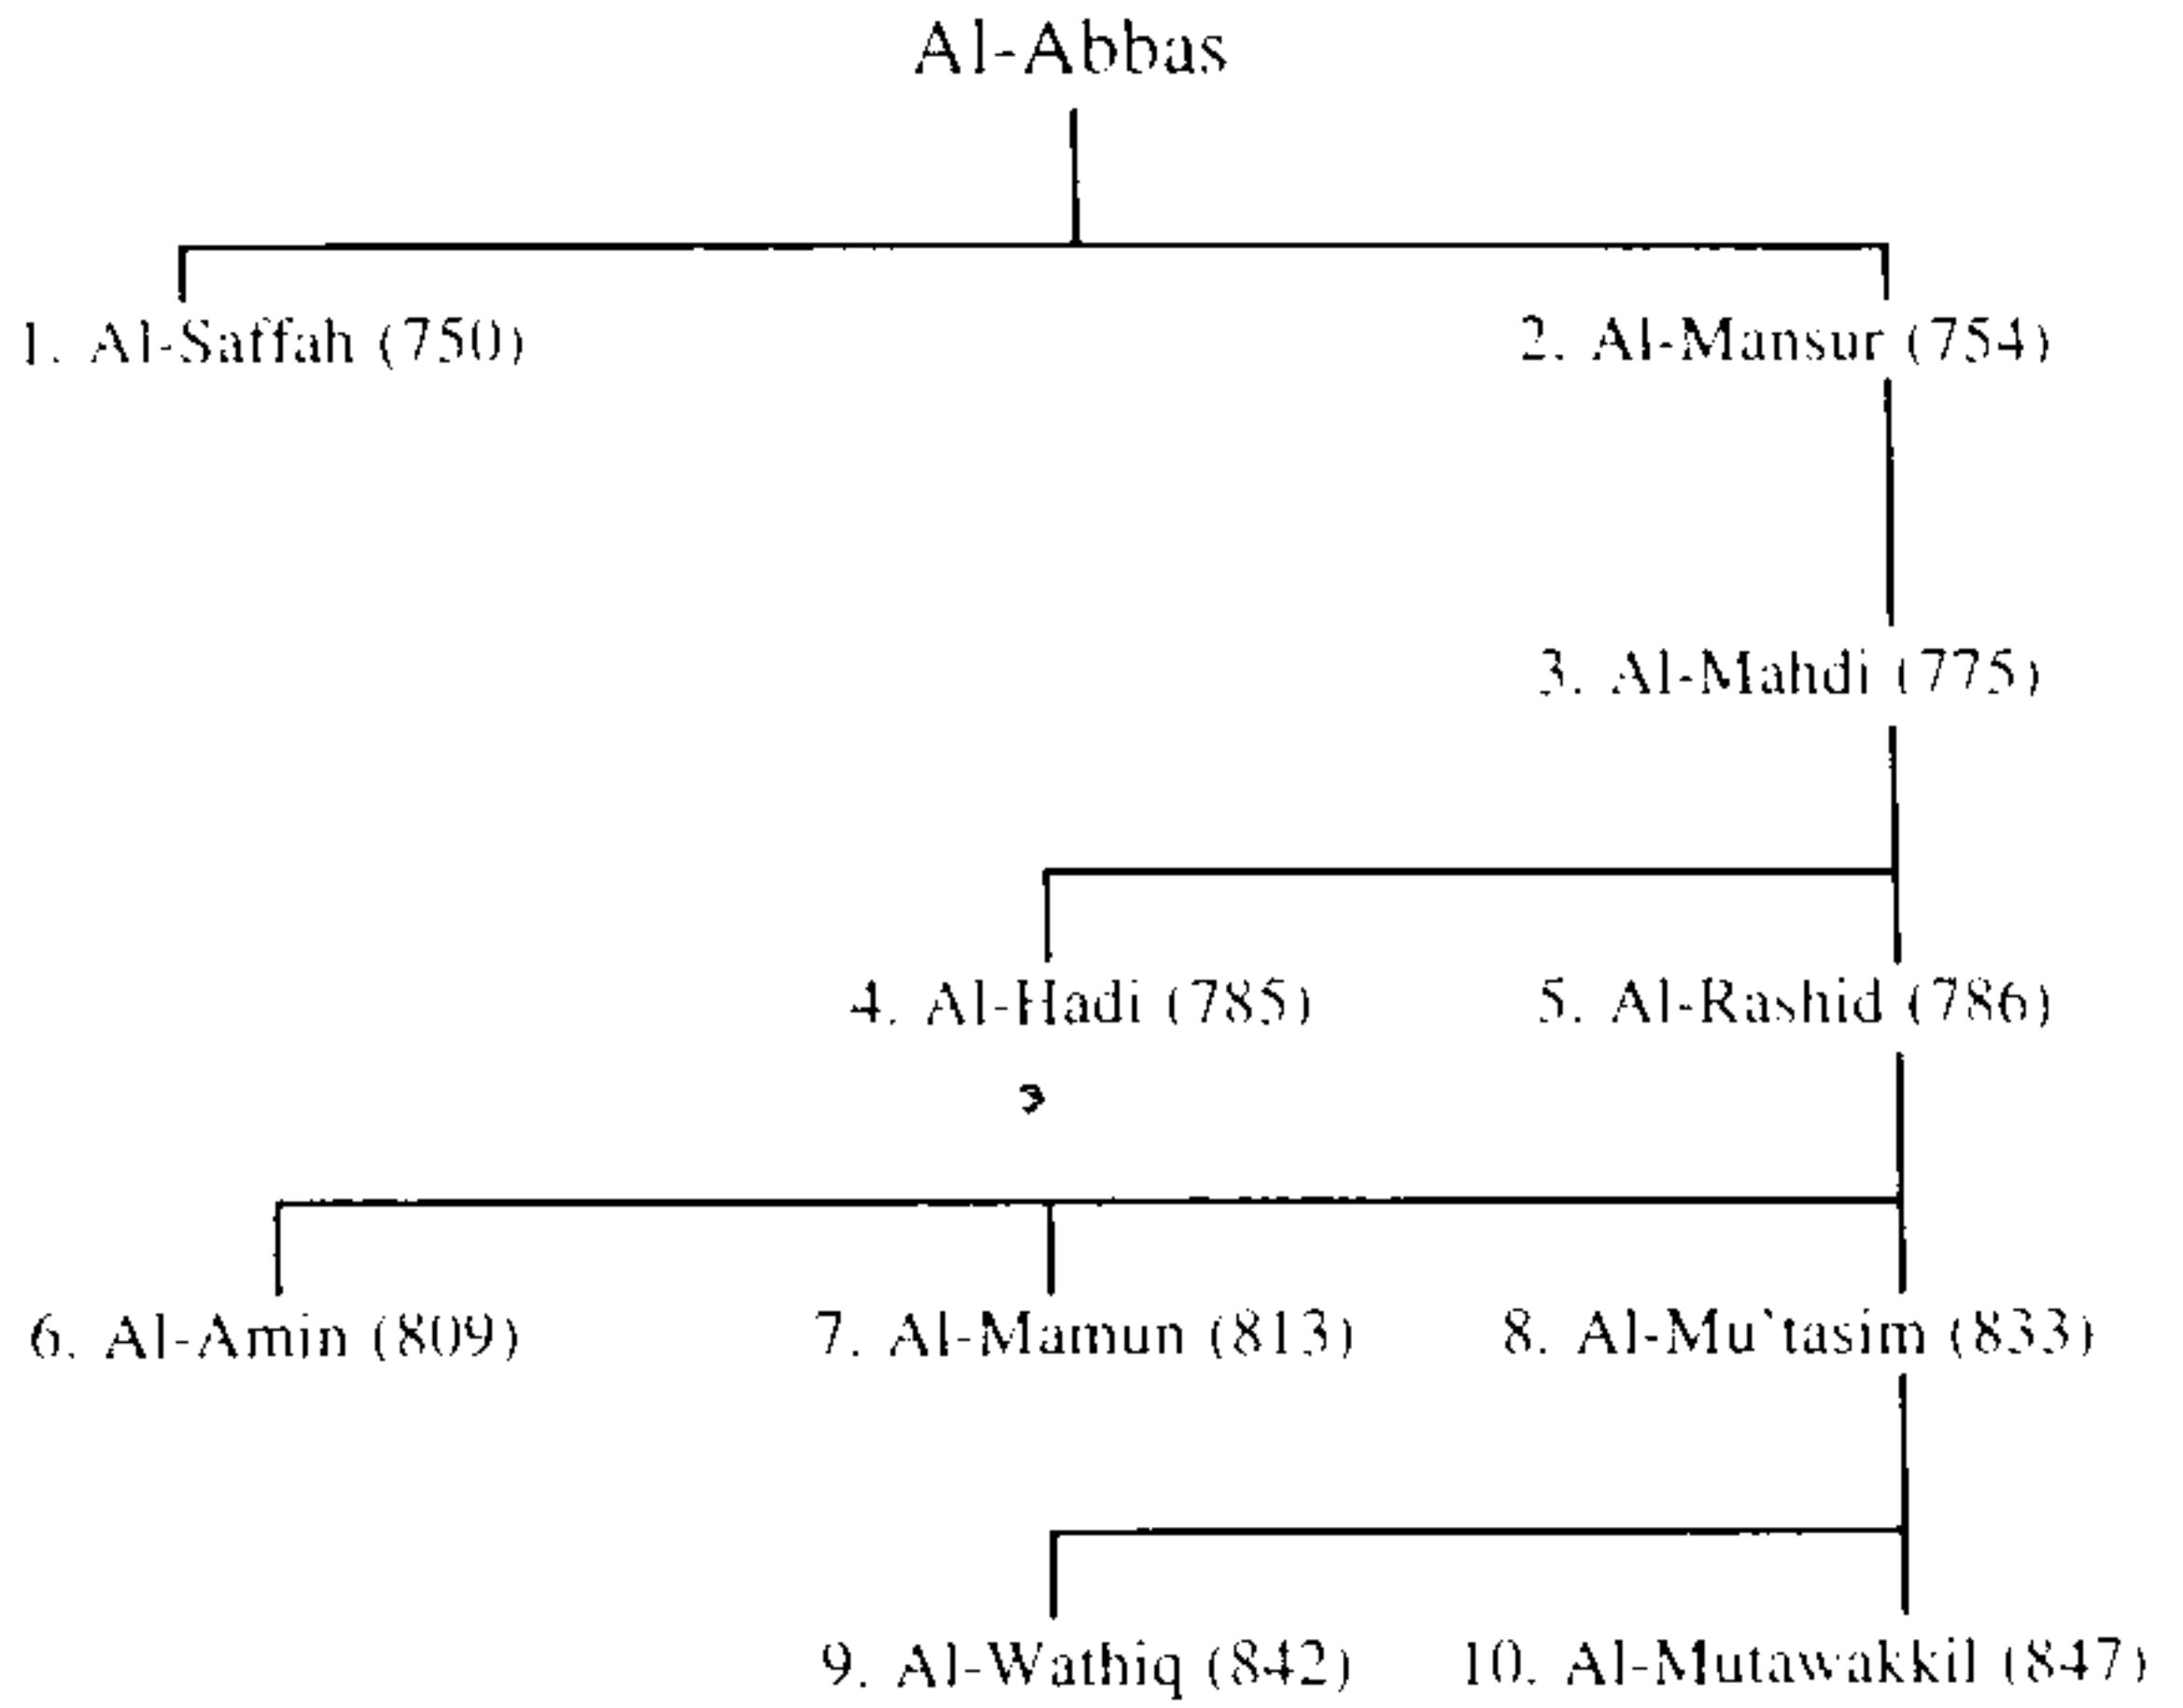 Al-Abbas
1. Al-Saffah (750) 2. Al-Mansur (754)
3. Al-Mahdi (775)
4. Al-Hadi (785) 5. Al-Rashid (786)
6. Al-Amin (809) 7. Al-Mamun (813) 8. Al-Mu`tasim (833)
9. Al-Wathiq (842) 10. Al-Mutawakkil (847)